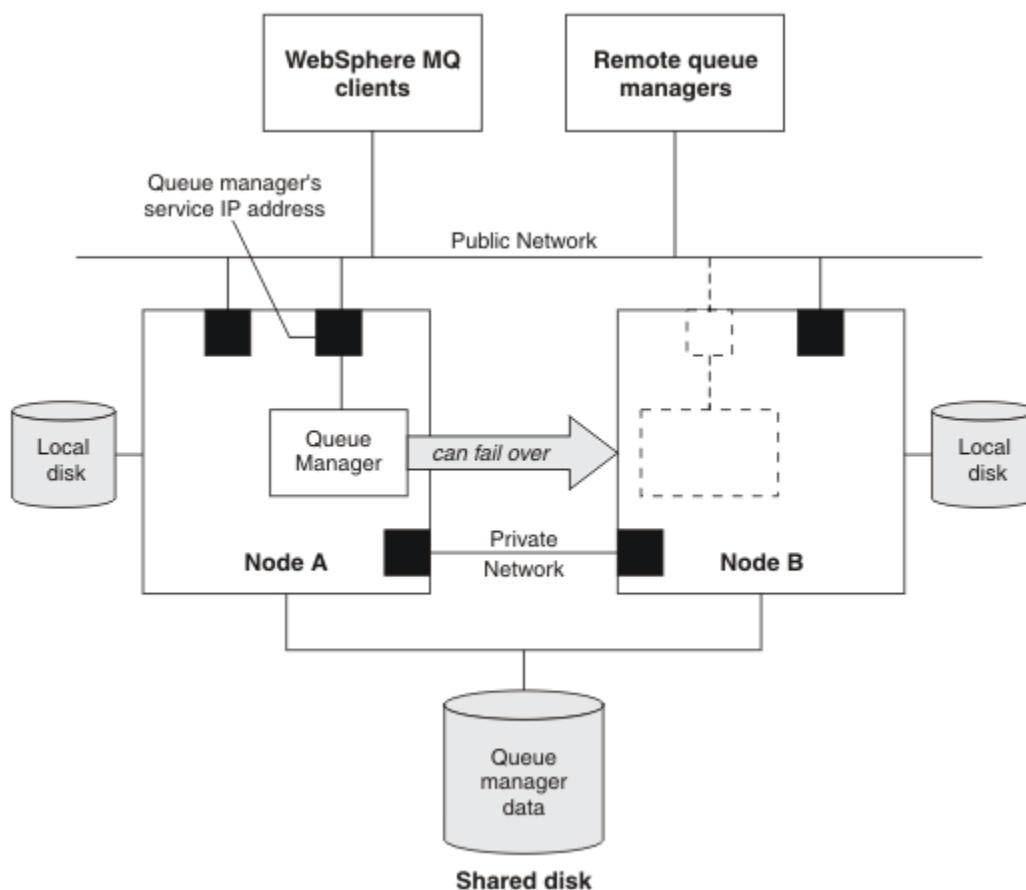 WebSphere MQ
clients
Remote queue
managers
Queue manager's
service IP address
Public Network
Local
disk
Queue
Manager
can fail over
Local
disk
Private
Network
Node A
Node B
Queue
manager
data
Shared disk